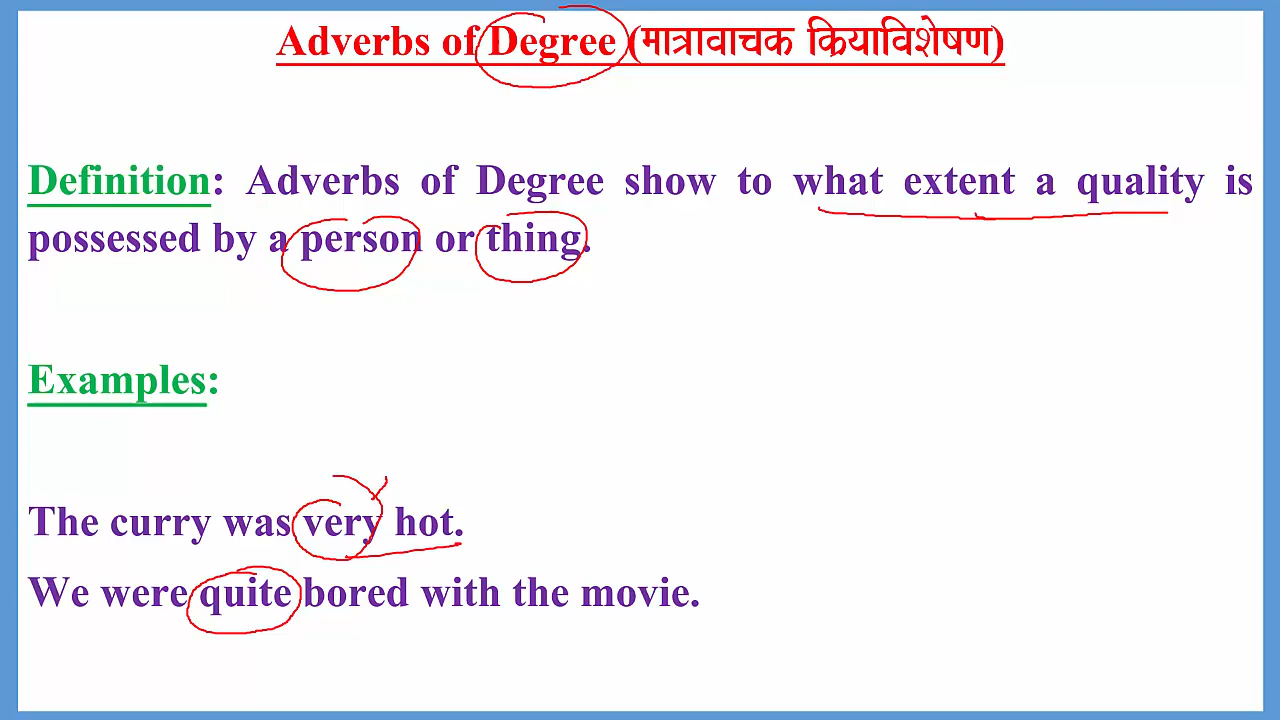 Adverbs of Degree (मात्रावाचक क्रियाविशेषण)
Definition: Adverbs of Degree show to what extent a quality is
possessed by a person or thing.
Examples:
The curry was very hot.
We were quite bored with the movie.